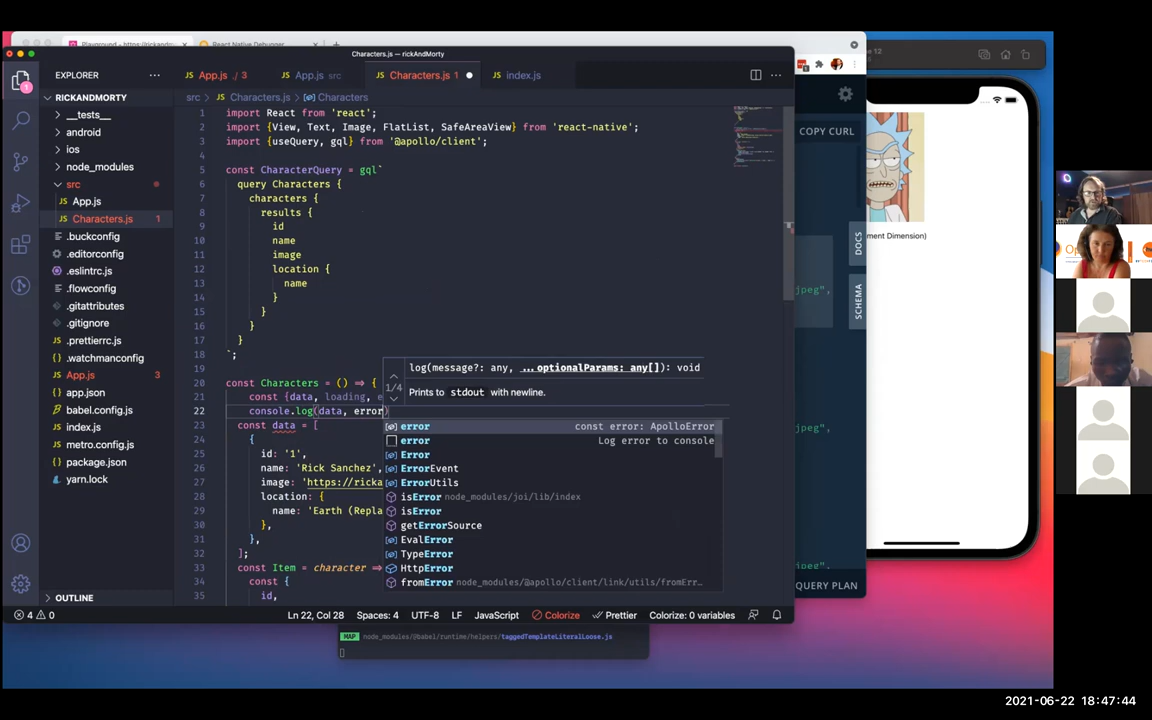 Playground - https://rickand
React Native Debugger
Characters.js — rickAndMorty
EXPLORER
App.js ./ 3
App.js src
Characters.js 1
index.js
RICKANDMORTY
__tests__
android
ios
node_modules
src
App.js
Characters.js 1
.buckconfig
.editorconfig
.eslintrc.js
.flowconfig
.gitattributes
.gitignore
.prettierrc.js
.watchmanconfig
App.js 3
app.json
babel.config.js
index.js
metro.config.js
package.json
yarn.lock
OUTLINE
src > Characters.js > Characters
1 import React from 'react';
2 import {View, Text, Image, FlatList, SafeAreaView} from 'react-native';
3 import {useQuery, gql} from '@apollo/client';
4
5 const CharacterQuery = gql`
6 query Characters {
7 characters {
8 results {
9 id
10 name
11 image
12 location {
13 name
14 }
15 }
16 }
17 }
18 `;
20 const Characters = () => {
21 const {data, loading, e
22 console.log(data, error)
23 const data = [
24 {
25 id: '1',
26 name: 'Rick Sanchez',
27 image: 'https://ricka
28 location: {
29 name: 'Earth (Repla
30 },
31 },
32 ];
33 const Item = character =>
34 const {
35 id,
1/4
log(message?: any, ...optionalParams: any[]): void
Prints to stdout with newline.
error const error: ApolloError
error Log error to console
Error
ErrorEvent
ErrorUtils
isError node_modules/joi/lib/index
isError
getErrorSource
EvalError
TypeError
HttpError
fromError node_modules/@apollo/client/link/utils/fromErr…
4 0
Ln 22, Col 28
Spaces: 4
UTF-8
LF
JavaScript
Colorize
Prettier
Colorize: 0 variables
MAP node_modules/@babel/runtime/helpers/taggedTemplateLiteralLoose.js
COPY CURL
DOCS
SCHEMA
jpeg",
jpeg",
jpeg",
QUERY PLAN
12
ment Dimension)
Op
2021-06-22 18:47:44